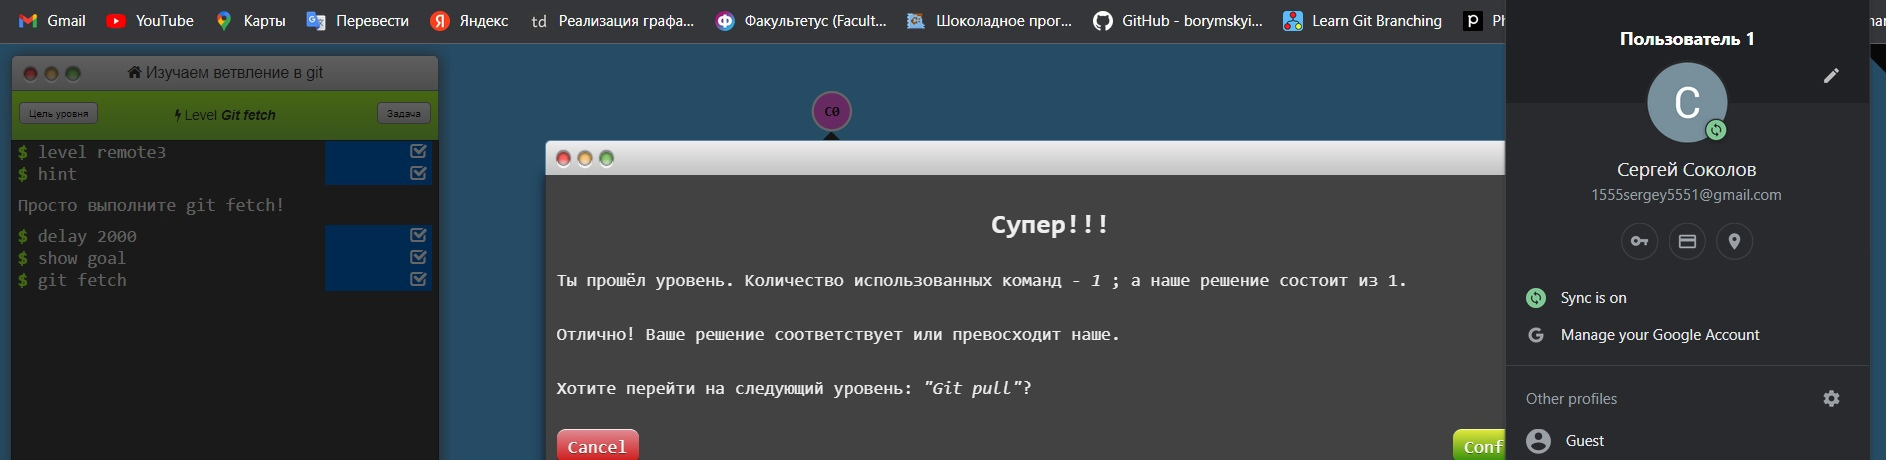 Gmail YouTube Карты Перевести Яндекс Реализация графа... Факультетус (Facult... Шоколадное прог... GitHub - borymskyi... Learn Git Branching
Пользователь 1
Изучаем ветвление в git
Цель уровня Level Git fetch Задача
C0
C
$ level remote3
$ hint
Просто выполните git fetch!
$ delay 2000
$ show goal
$ git fetch
Супер!!!
Ты прошёл уровень. Количество использованных команд - 1 ; а наше решение состоит из 1.
Отлично! Ваше решение соответствует или превосходит наше.
Хотите перейти на следующий уровень: "Git pull"?
Cancel Conf
Сергей Соколов
1555sergey5551@gmail.com
Sync is on
Manage your Google Account
Other profiles
Guest